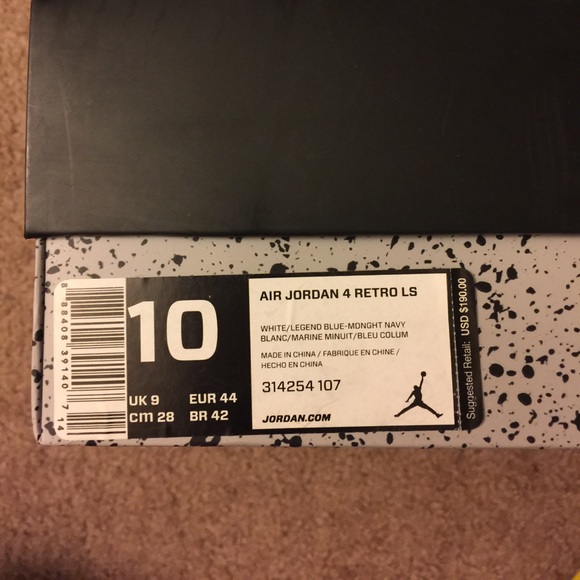 10
UK 9 EUR 44
CM 28 BR 42
AIR JORDAN 4 RETRO LS
WHITE/LEGEND BLUE-MDNGHT NAVY
BLANC/MARINE MINUIT/BLEU COLUM
MADE IN CHINA / FABRIQUE EN CHINE /
HECHO EN CHINA
314254 107
JORDAN.COM
Suggested Retail: USD $190.00